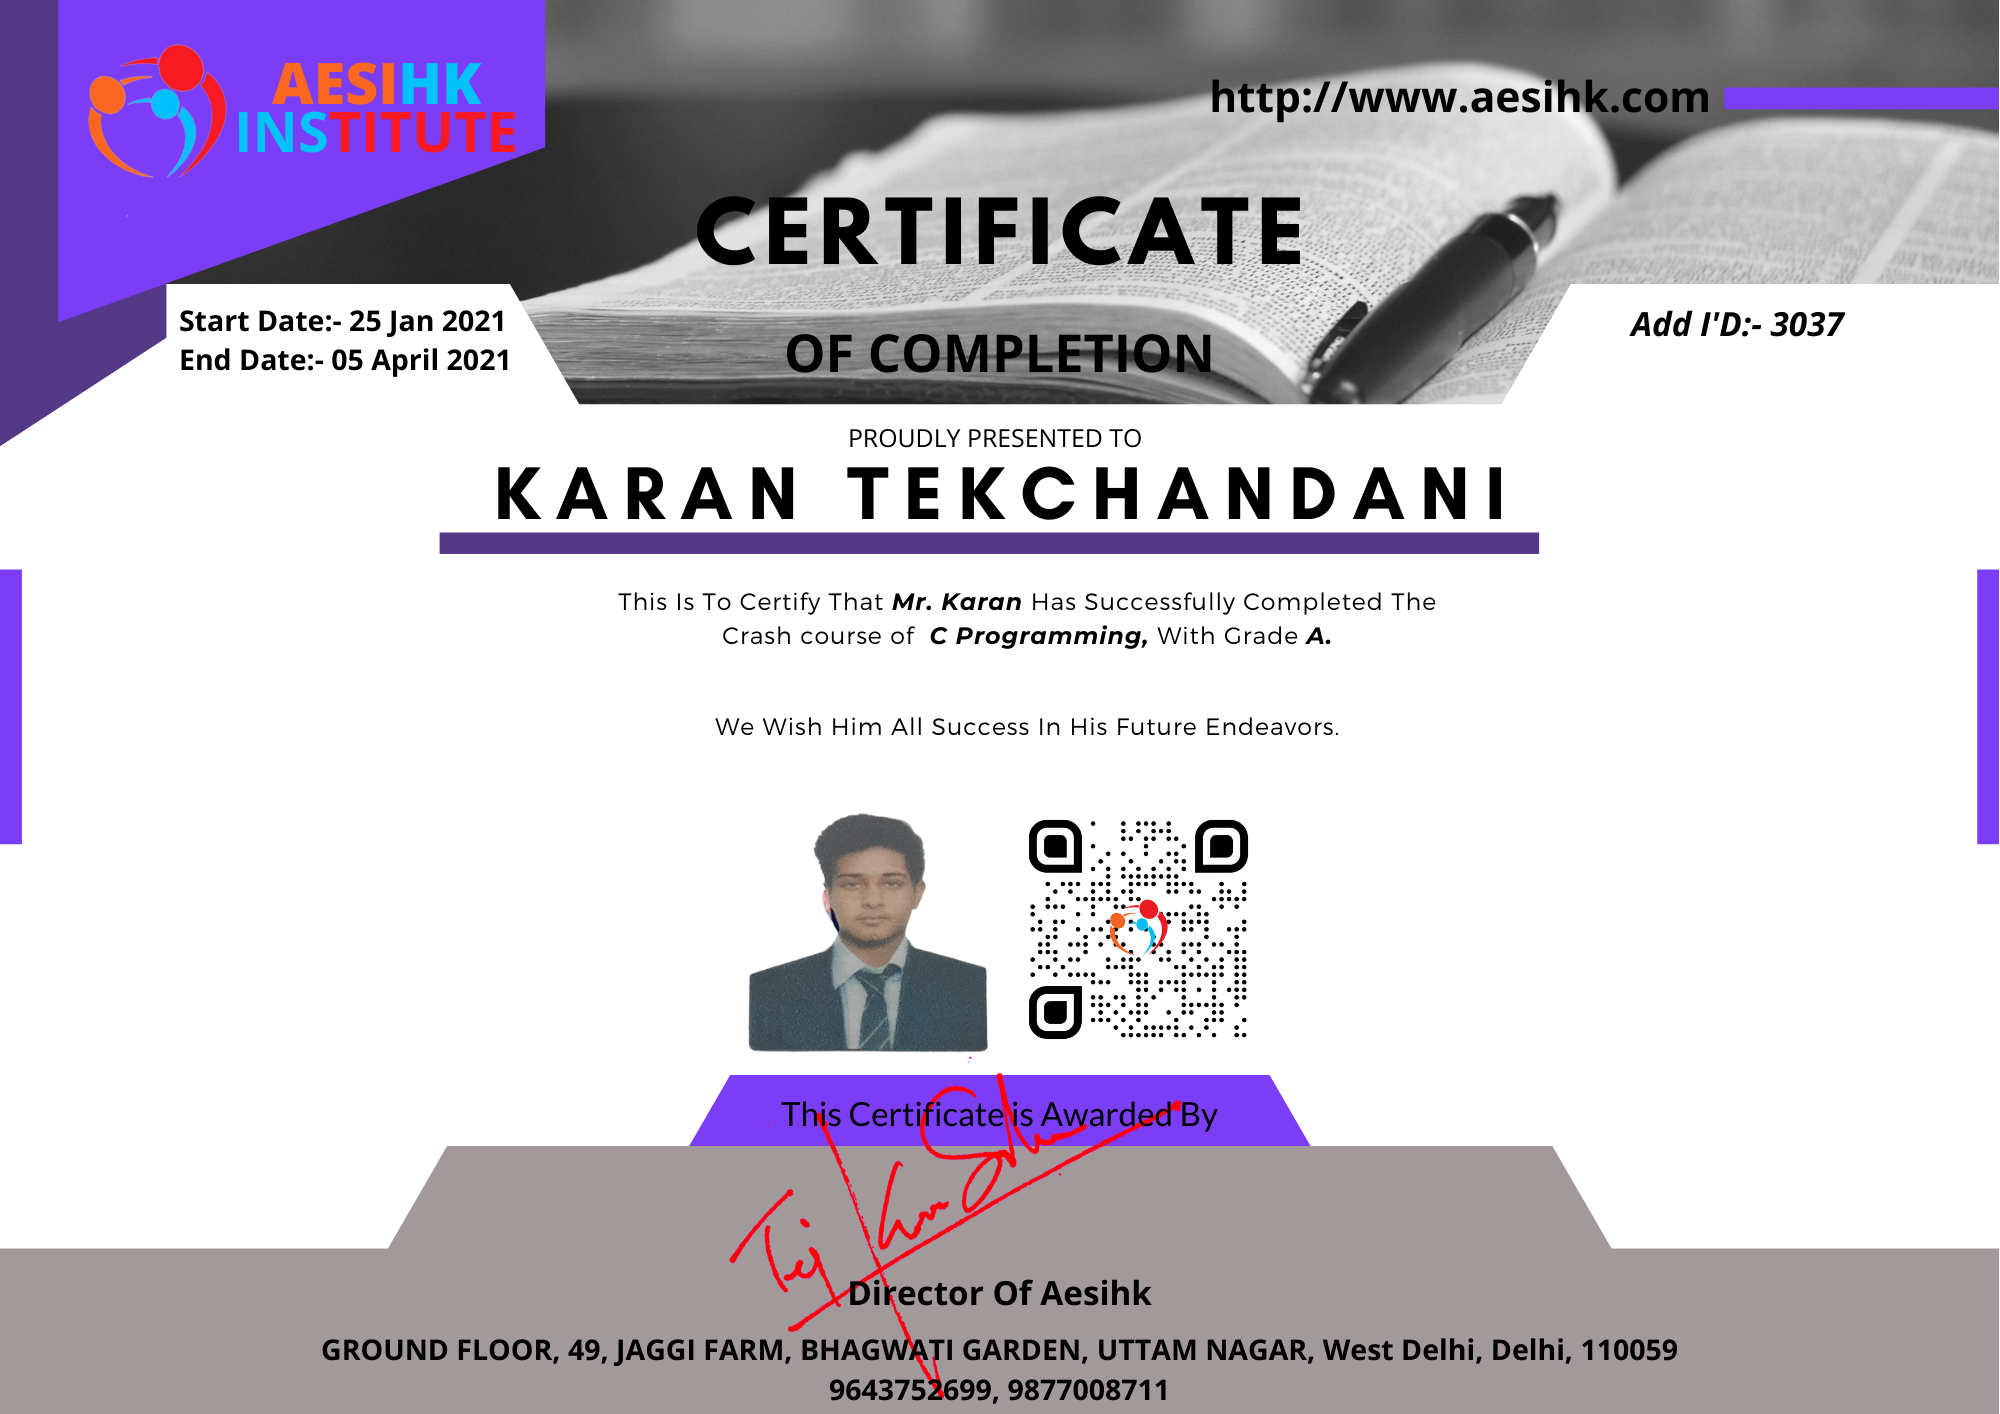 AESIHK
INSTITUTE
http://www.aesihk.com
CERTIFICATE
OF COMPLETION
Start Date:- 25 Jan 2021
End Date:- 05 April 2021
Add I'D:- 3037
PROUDLY PRESENTED TO
KARAN TEKCHANDANI
This Is To Certify That Mr. Karan Has Successfully Completed The
Crash course of C Programming, With Grade A.
We Wish Him All Success In His Future Endeavors.
This Certificate is Awarded By
Director Of Aesihk
GROUND FLOOR, 49, JAGGI FARM, BHAGWATI GARDEN, UTTAM NAGAR, West Delhi, Delhi, 110059
9643752699, 9877008711